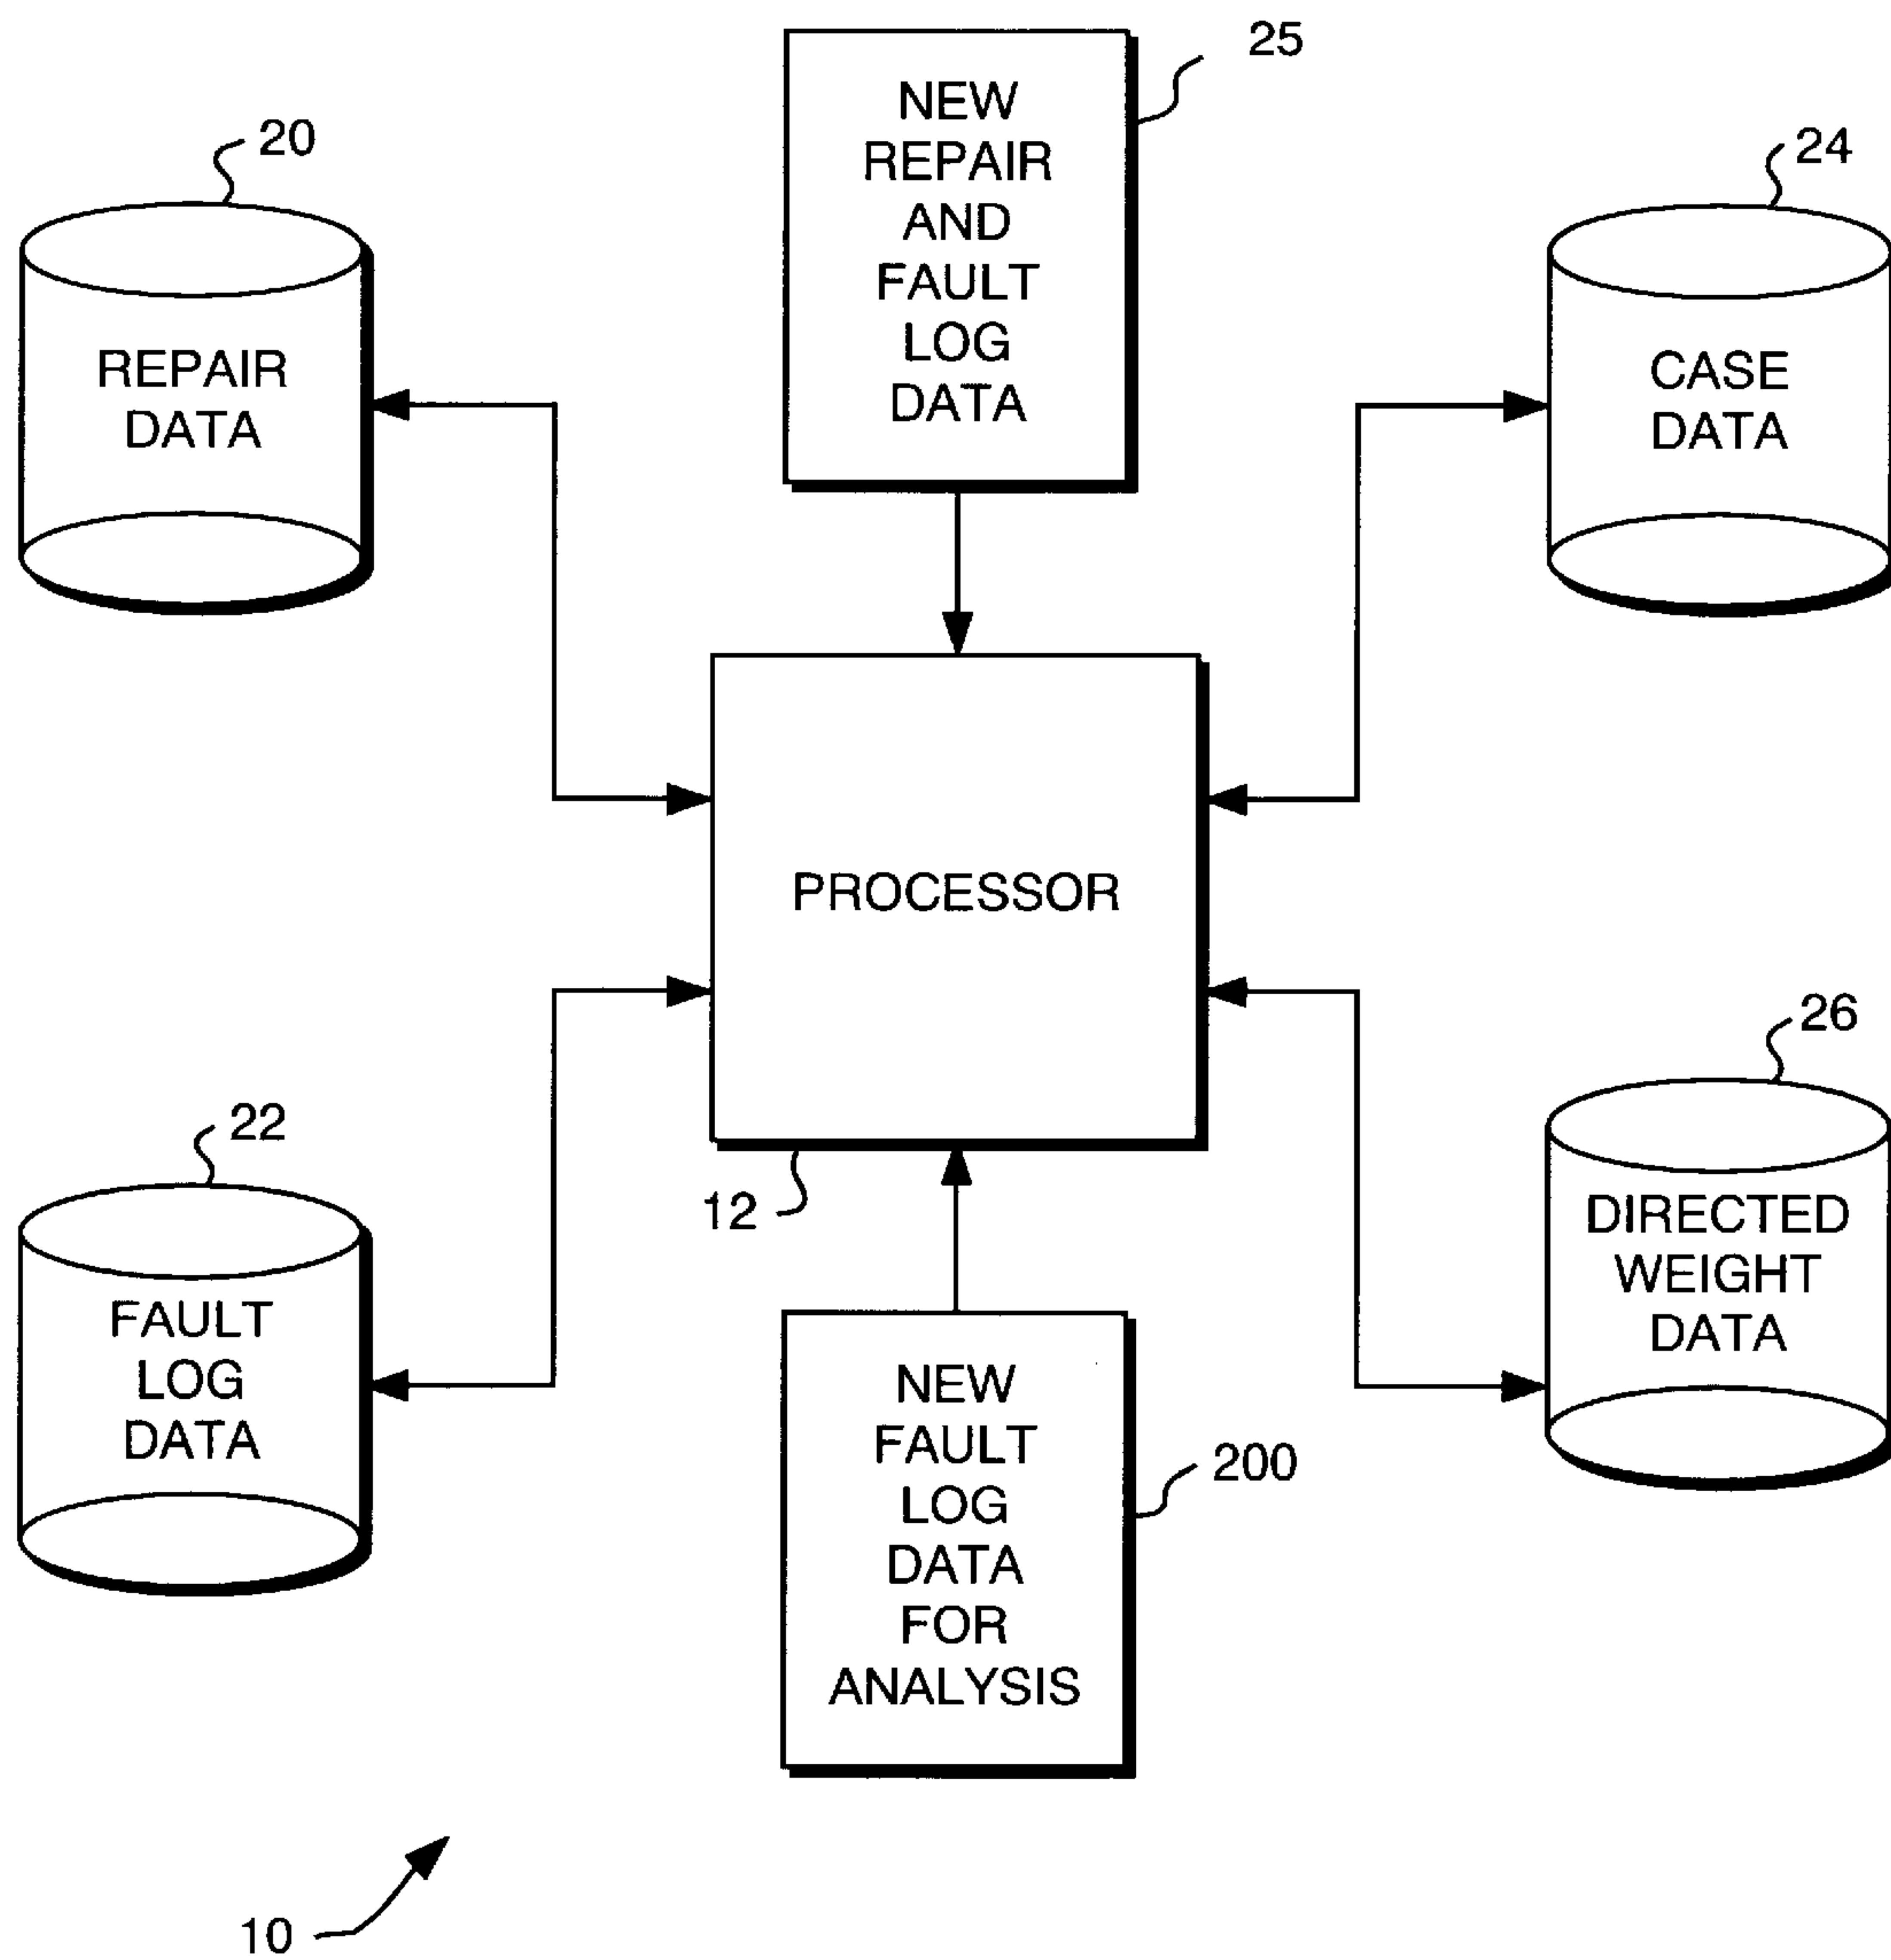 25
NEW
REPAIR
AND
FAULT
LOG
DATA
20
REPAIR
DATA
24
CASE
DATA
PROCESSOR
12
22
FAULT
LOG
DATA
26
DIRECTED
WEIGHT
DATA
200
NEW
FAULT
LOG
DATA
FOR
ANALYSIS
10